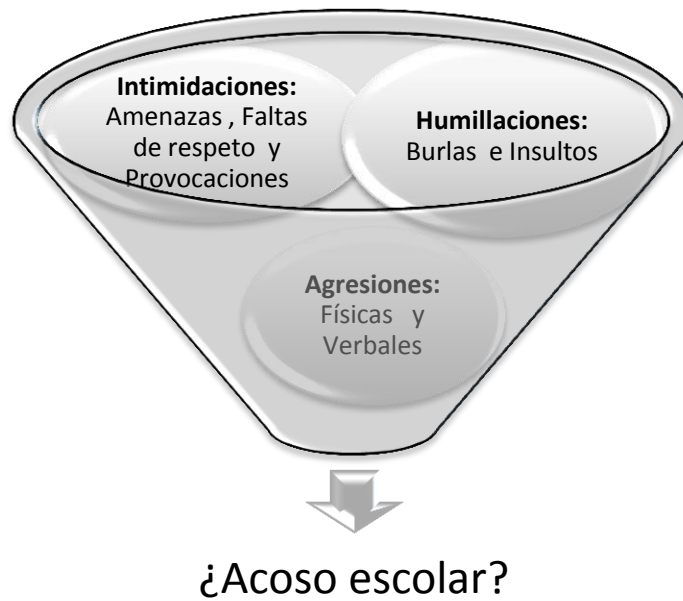 Intimidaciones:
Amenazas , Faltas
de respeto y
Provocaciones
Humillaciones:
Burlas e Insultos
Agresiones:
Físicas y
Verbales
¿Acoso escolar?